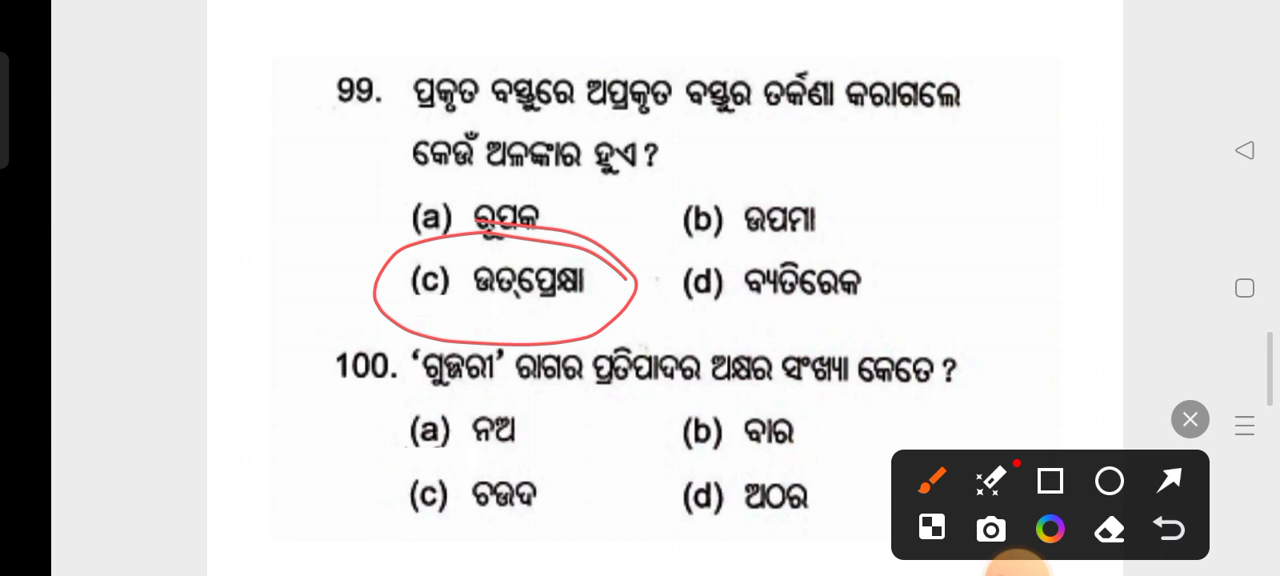 99. ପ୍ରକୃତ ବସ୍ତୁରେ ଅପ୍ରକୃତ ବସ୍ତୁର ତର୍କଣା କରାଗଲେ
କେଉଁ ଅଳଙ୍କାର ହୁଏ ?
(a) ରୂପକ (b) ଉପମା
(c) ଉତ୍‌ପ୍ରେକ୍ଷା (d) ବ୍ୟତିରେକ
100. 'ଗୁଜ୍ଜରୀ' ରାଗର ପ୍ରତିପାଦର ଅକ୍ଷର ସଂଖ୍ୟା କେତେ ?
(a) ନଅ (b) ବାର
(c) ଚଉଦ (d) ଅଠର